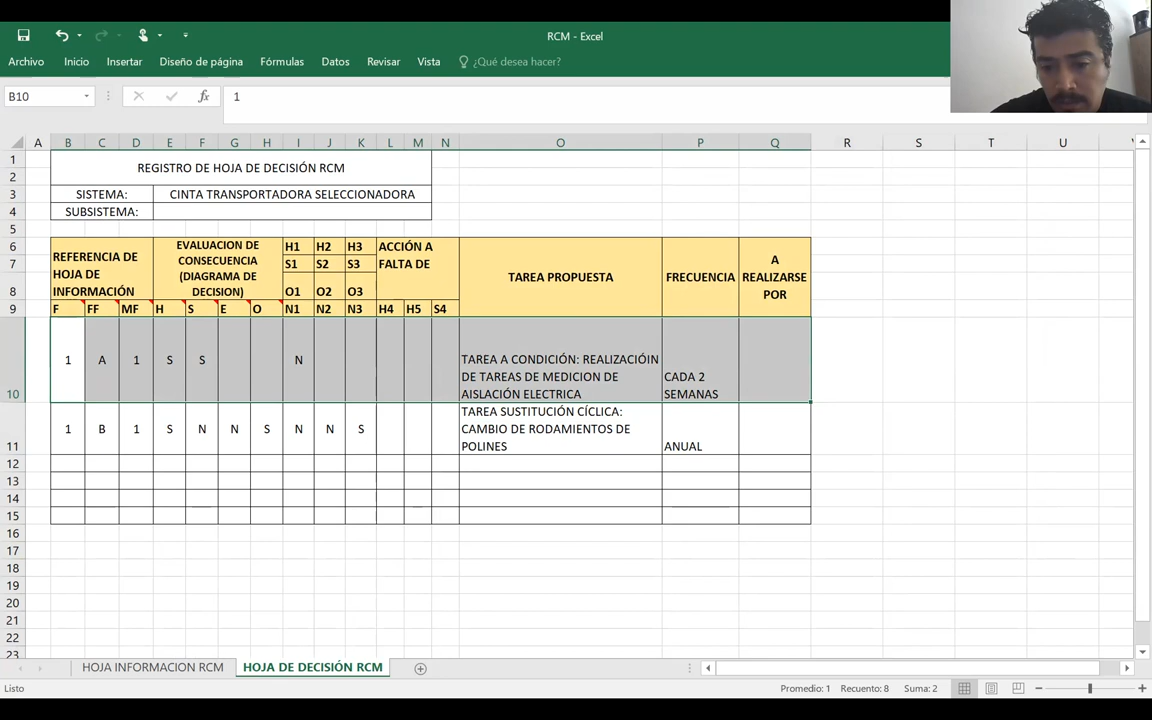 RCM - Excel
Archivo Inicio Insertar Diseño de página Fórmulas Datos Revisar Vista ¿Qué desea hacer?
B10 fx 1
A B C D E F G H I J K L M N O P Q R S T U
1 REGISTRO DE HOJA DE DECISIÓN RCM
2
3 SISTEMA: CINTA TRANSPORTADORA SELECCIONADORA
4 SUBSISTEMA:
5
6 REFERENCIA DE EVALUACION DE H1 H2 H3 ACCIÓN A A
7 HOJA DE CONSECUENCIA S1 S2 S3 FALTA DE TAREA PROPUESTA FRECUENCIA REALIZARSE
8 INFORMACIÓN (DIAGRAMA DE O1 O2 O3 POR
DECISION)
9 F FF MF H S E O N1 N2 N3 H4 H5 S4
1 A 1 S S N TAREA A CONDICIÓN: REALIZACIÓIN
DE TAREAS DE MEDICION DE CADA 2
10 AISLACIÓN ELECTRICA SEMANAS
TAREA SUSTITUCIÓN CÍCLICA:
1 B 1 S N N S N N S CAMBIO DE RODAMIENTOS DE
11 POLINES ANUAL
12
13
14
15
16
17
18
19
20
21
22
23
HOJA INFORMACION RCM HOJA DE DECISIÓN RCM
Listo Promedio: 1 Recuento: 8 Suma: 2